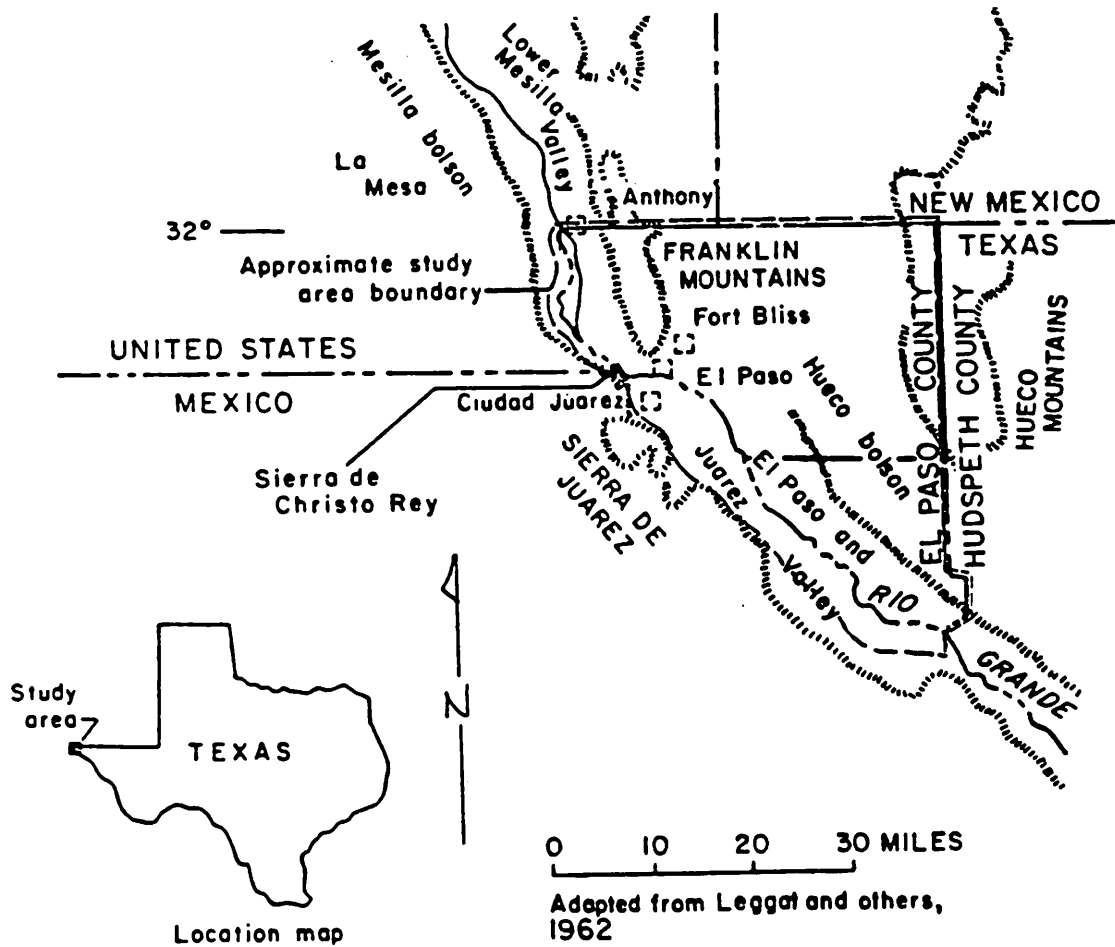 Mesilla bolson
Lower
Mesilla
Valley
La
Mesa
Anthony
NEW MEXICO
TEXAS
32°
FRANKLIN
MOUNTAINS
Approximate study
area boundary
Fort Bliss
UNITED STATES
MEXICO
El Paso
Ciudad Juarez
Hueco bolson
EL PASO COUNTY
HUDSPETH COUNTY
HUECO
MOUNTAINS
Sierra de
Christo Rey
SIERRA DE
JUAREZ
El Paso and
Juarez
Valley
RIO
GRANDE
N
Study
area
TEXAS
Location map
0 10 20 30 MILES
Adapted from Leggat and others,
1962